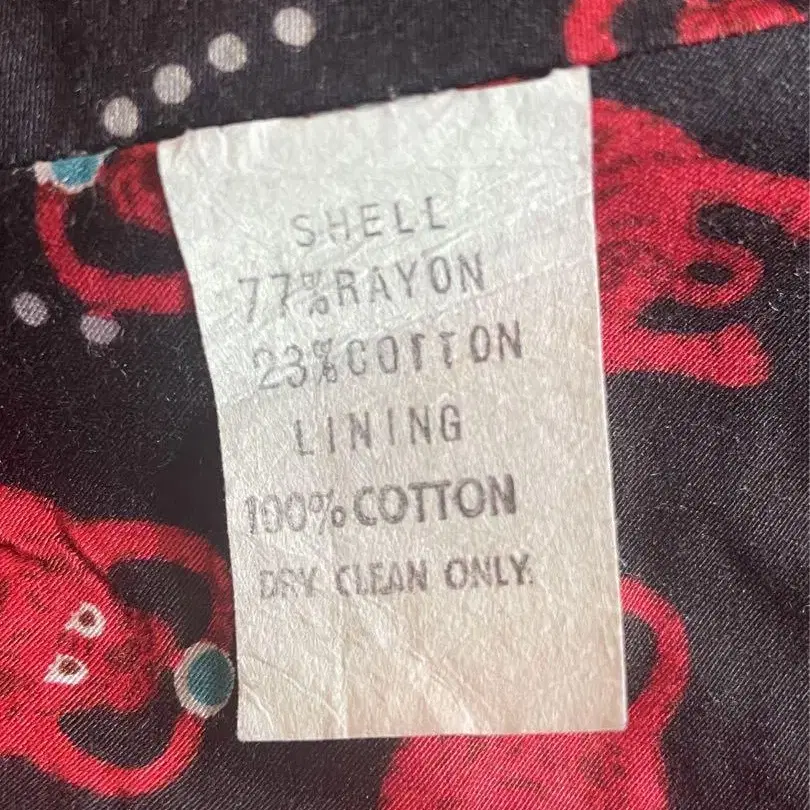 SHELL
77%RAYON
23%COTTON
LINING
100%COTTON
DRY CLEAN ONLY.